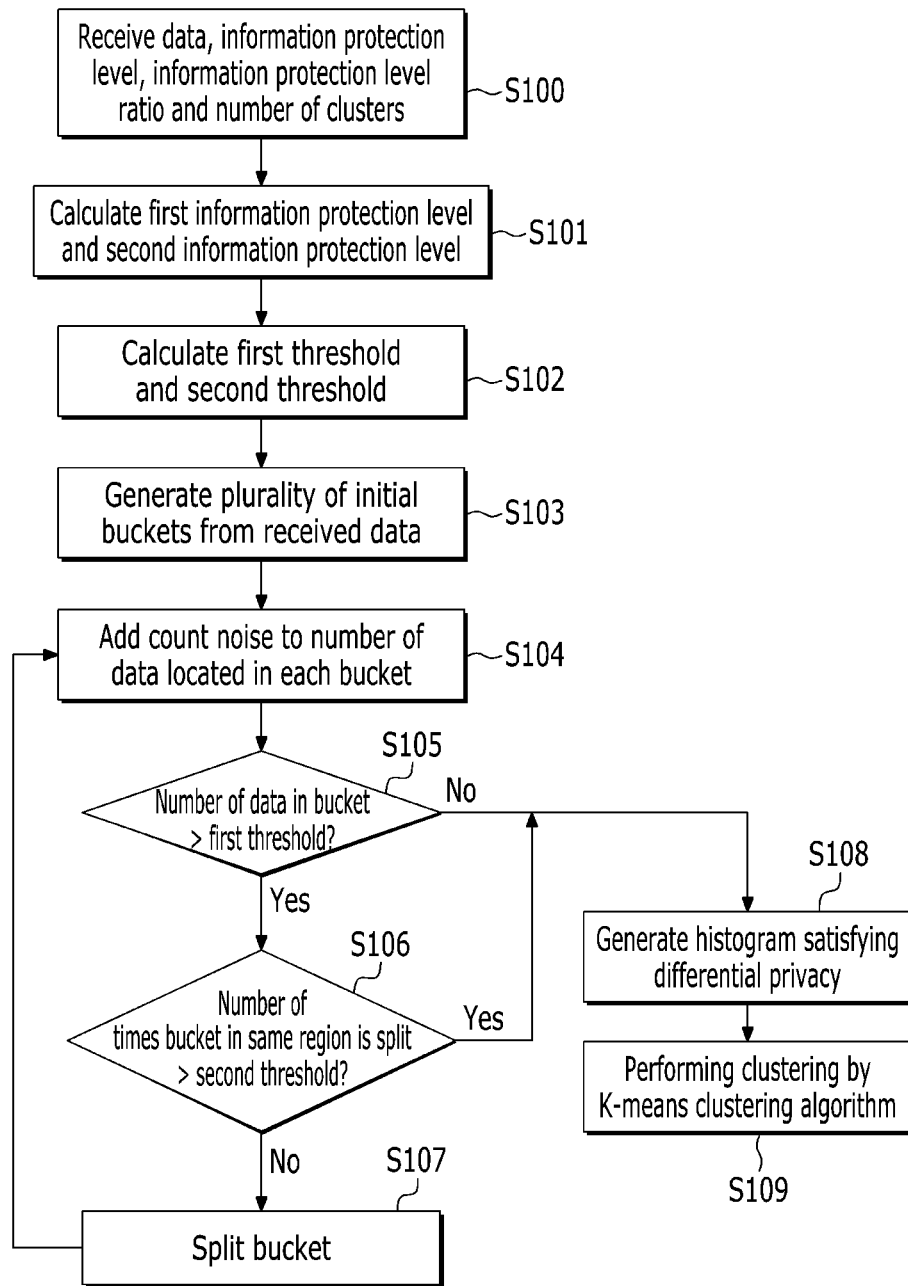 Receive data, information protection
level, information protection level
ratio and number of clusters
S100
Calculate first information protection level
and second information protection level
S101
Calculate first threshold
and second threshold
S102
Generate plurality of initial
buckets from received data
S103
Add count noise to number of
data located in each bucket
S104
S105
Number of data in bucket
> first threshold?
No
Yes
S106
Number of
times bucket in same region is split
> second threshold?
Yes
No
S107
Split bucket
S108
Generate histogram satisfying
differential privacy
Performing clustering by
K-means clustering algorithm
S109